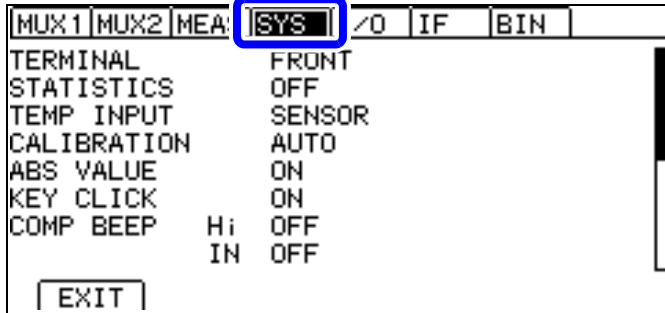 MUX1 MUX2 MEAS SYS I/O IF BIN
TERMINAL FRONT
STATISTICS OFF
TEMP INPUT SENSOR
CALIBRATION AUTO
ABS VALUE ON
KEY CLICK ON
COMP BEEP Hi OFF
IN OFF
EXIT